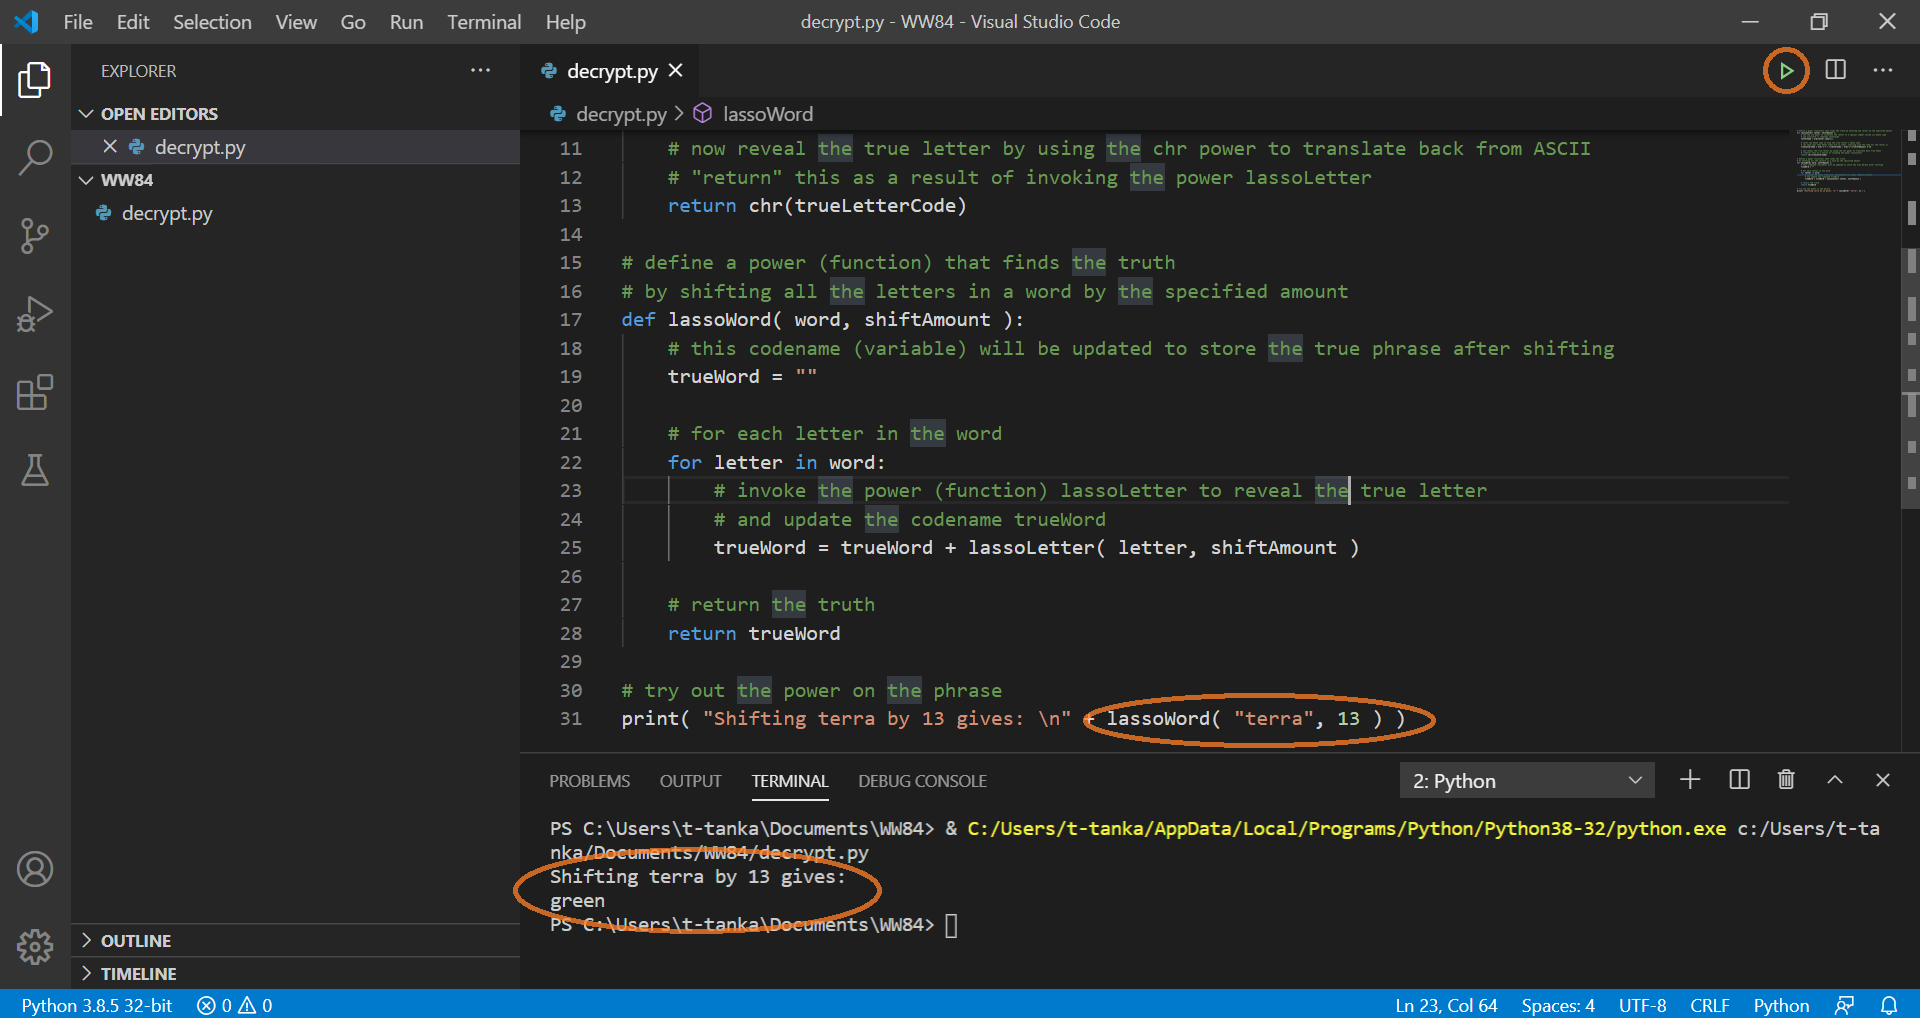 File Edit Selection View Go Run Terminal Help
decrypt.py - WW84 - Visual Studio Code
EXPLORER
OPEN EDITORS
decrypt.py
WW84
decrypt.py
OUTLINE
TIMELINE
decrypt.py
decrypt.py > lassoWord
11 # now reveal the true letter by using the chr power to translate back from ASCII
12 # "return" this as a result of invoking the power lassoLetter
13 return chr(trueLetterCode)
14
15 # define a power (function) that finds the truth
16 # by shifting all the letters in a word by the specified amount
17 def lassoWord( word, shiftAmount ):
18 # this codename (variable) will be updated to store the true phrase after shifting
19 trueWord = ""
20
21 # for each letter in the word
22 for letter in word:
23 # invoke the power (function) lassoLetter to reveal the true letter
24 # and update the codename trueWord
25 trueWord = trueWord + lassoLetter( letter, shiftAmount )
26
27 # return the truth
28 return trueWord
29
30 # try out the power on the phrase
31 print( "Shifting terra by 13 gives: \n" + lassoWord( "terra", 13 ) )
PROBLEMS OUTPUT TERMINAL DEBUG CONSOLE
2: Python
PS C:\Users\t-tanka\Documents\WW84> & C:/Users/t-tanka/AppData/Local/Programs/Python/Python38-32/python.exe c:/Users/t-ta
nka/Documents/WW84/decrypt.py
Shifting terra by 13 gives:
green
PS C:\Users\t-tanka\Documents\WW84>
Python 3.8.5 32-bit 0 0
Ln 23, Col 64 Spaces: 4 UTF-8 CRLF Python